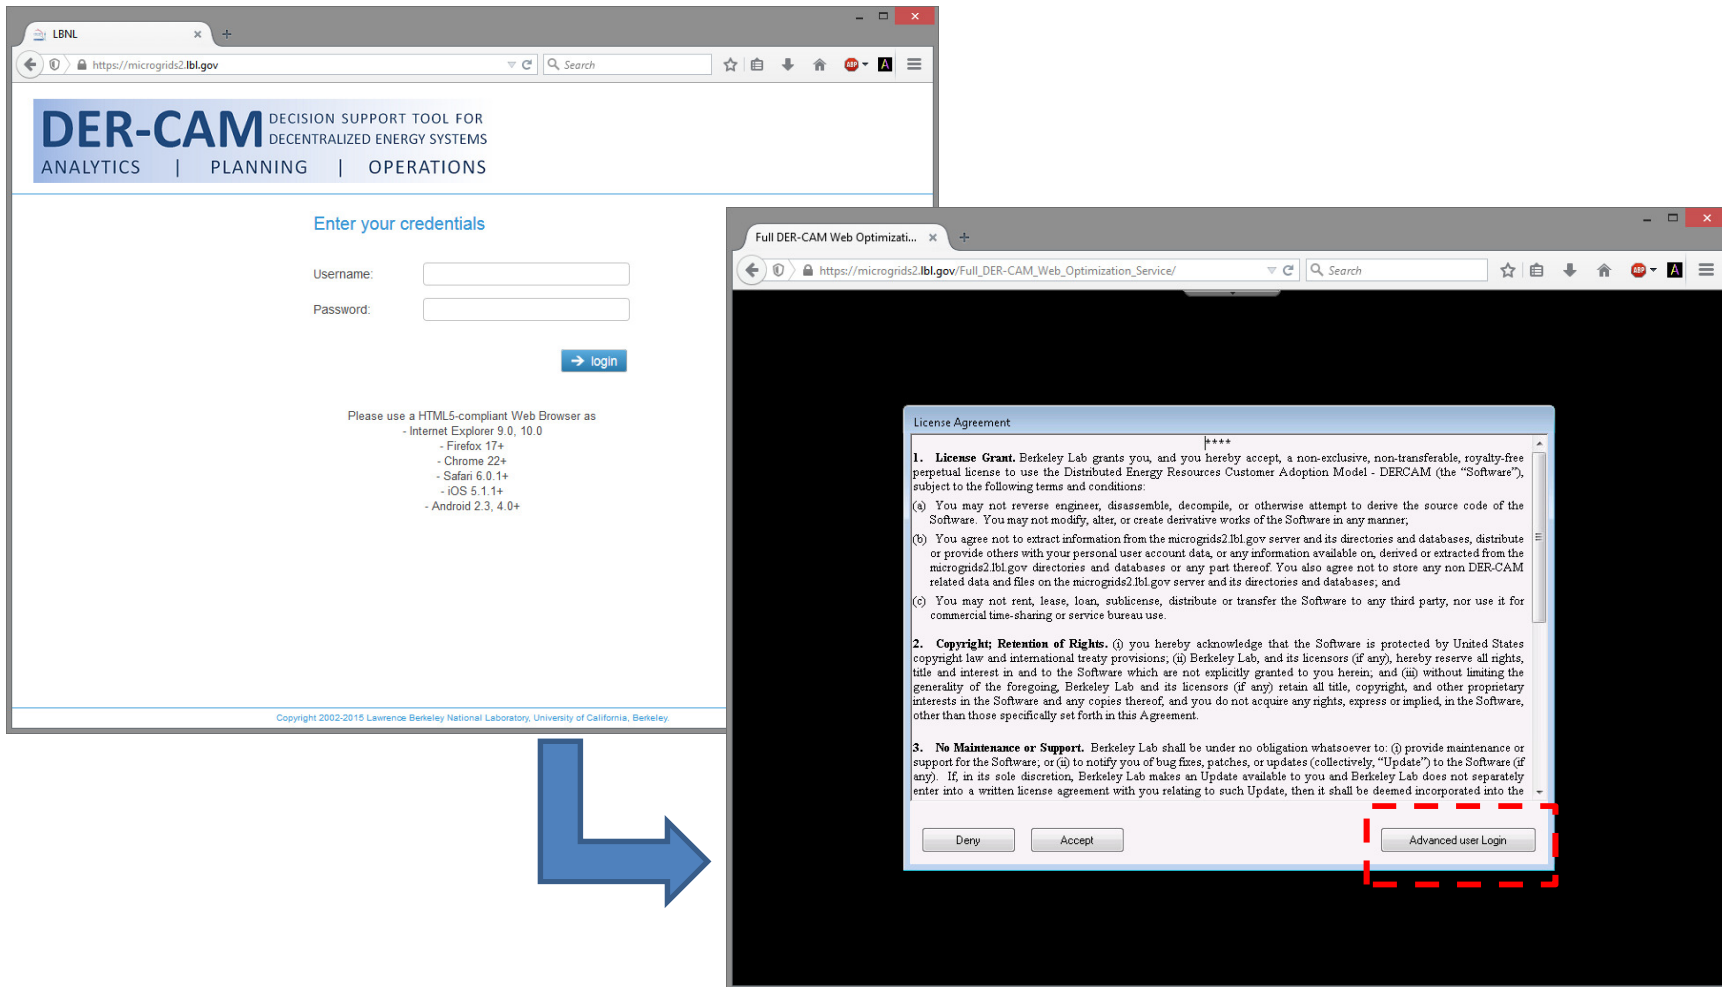 LBNL
https://microgrids2.lbl.gov
Search
ABP
A
DER-CAM
DECISION SUPPORT TOOL FOR
DECENTRALIZED ENERGY SYSTEMS
ANALYTICS | PLANNING | OPERATIONS
Enter your credentials
Username:
Password:
login
Please use a HTML5-compliant Web Browser as
- Internet Explorer 9.0, 10.0
- Firefox 17+
- Chrome 22+
- Safari 6.0.1+
- iOS 5.1.1+
- Android 2.3, 4.0+
Copyright 2002-2015 Lawrence Berkeley National Laboratory, University of California, Berkeley.
Full DER-CAM Web Optimizati...
https://microgrids2.lbl.gov/Full_DER-CAM_Web_Optimization_Service/
Search
ABP
A
License Agreement
****
1. License Grant. Berkeley Lab grants you, and you hereby accept, a non-exclusive, non-transferable, royalty-free
perpetual license to use the Distributed Energy Resources Customer Adoption Model - DERCAM (the “Software”),
subject to the following terms and conditions:
(a) You may not reverse engineer, disassemble, decompile, or otherwise attempt to derive the source code of the
Software. You may not modify, alter, or create derivative works of the Software in any manner;
(b) You agree not to extract information from the microgrids2.lbl.gov server and its directories and databases, distribute
or provide others with your personal user account data, or any information available on, derived or extracted from the
microgrids2.lbl.gov directories and databases or any part thereof. You also agree not to store any non DER-CAM
related data and files on the microgrids2.lbl.gov server and its directories and databases; and
(c) You may not rent, lease, loan, sublicense, distribute or transfer the Software to any third party, nor use it for
commercial time-sharing or service bureau use.
2. Copyright; Retention of Rights. (i) you hereby acknowledge that the Software is protected by United States
copyright law and international treaty provisions; (ii) Berkeley Lab, and its licensors (if any), hereby reserve all rights,
title and interest in and to the Software which are not explicitly granted to you herein; and (iii) without limiting the
generality of the foregoing, Berkeley Lab and its licensors (if any) retain all title, copyright, and other proprietary
interests in the Software and any copies thereof, and you do not acquire any rights, express or implied, in the Software,
other than those specifically set forth in this Agreement.
3. No Maintenance or Support. Berkeley Lab shall be under no obligation whatsoever to: (i) provide maintenance or
support for the Software; or (ii) to notify you of bug fixes, patches, or updates (collectively, “Update”) to the Software (if
any). If, in its sole discretion, Berkeley Lab makes an Update available to you and Berkeley Lab does not separately
enter into a written license agreement with you relating to such Update, then it shall be deemed incorporated into the
Deny
Accept
Advanced user Login